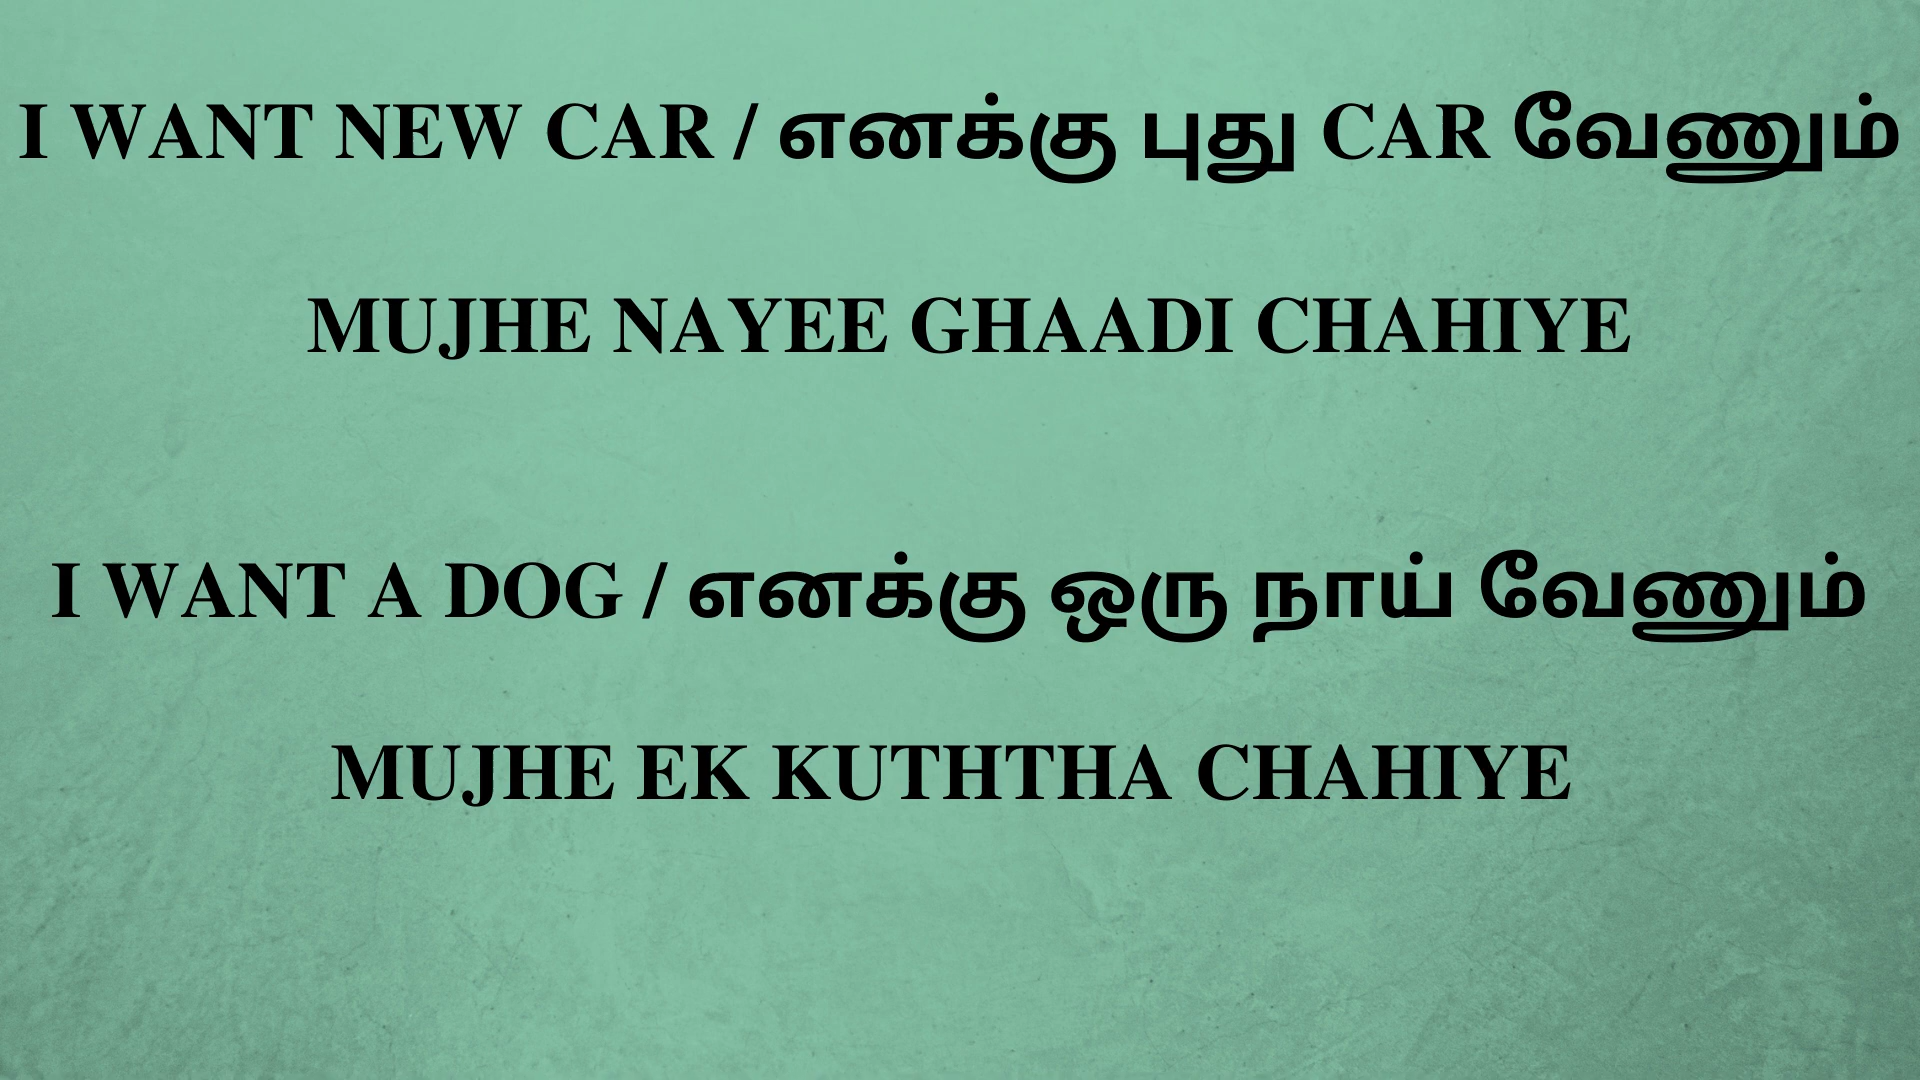 I WANT NEW CAR / எனக்கு புது CAR வேணும்
MUJHE NAYEE GHAADI CHAHIYE
I WANT A DOG / எனக்கு ஒரு நாய் வேணும்
MUJHE EK KUTHTHA CHAHIYE